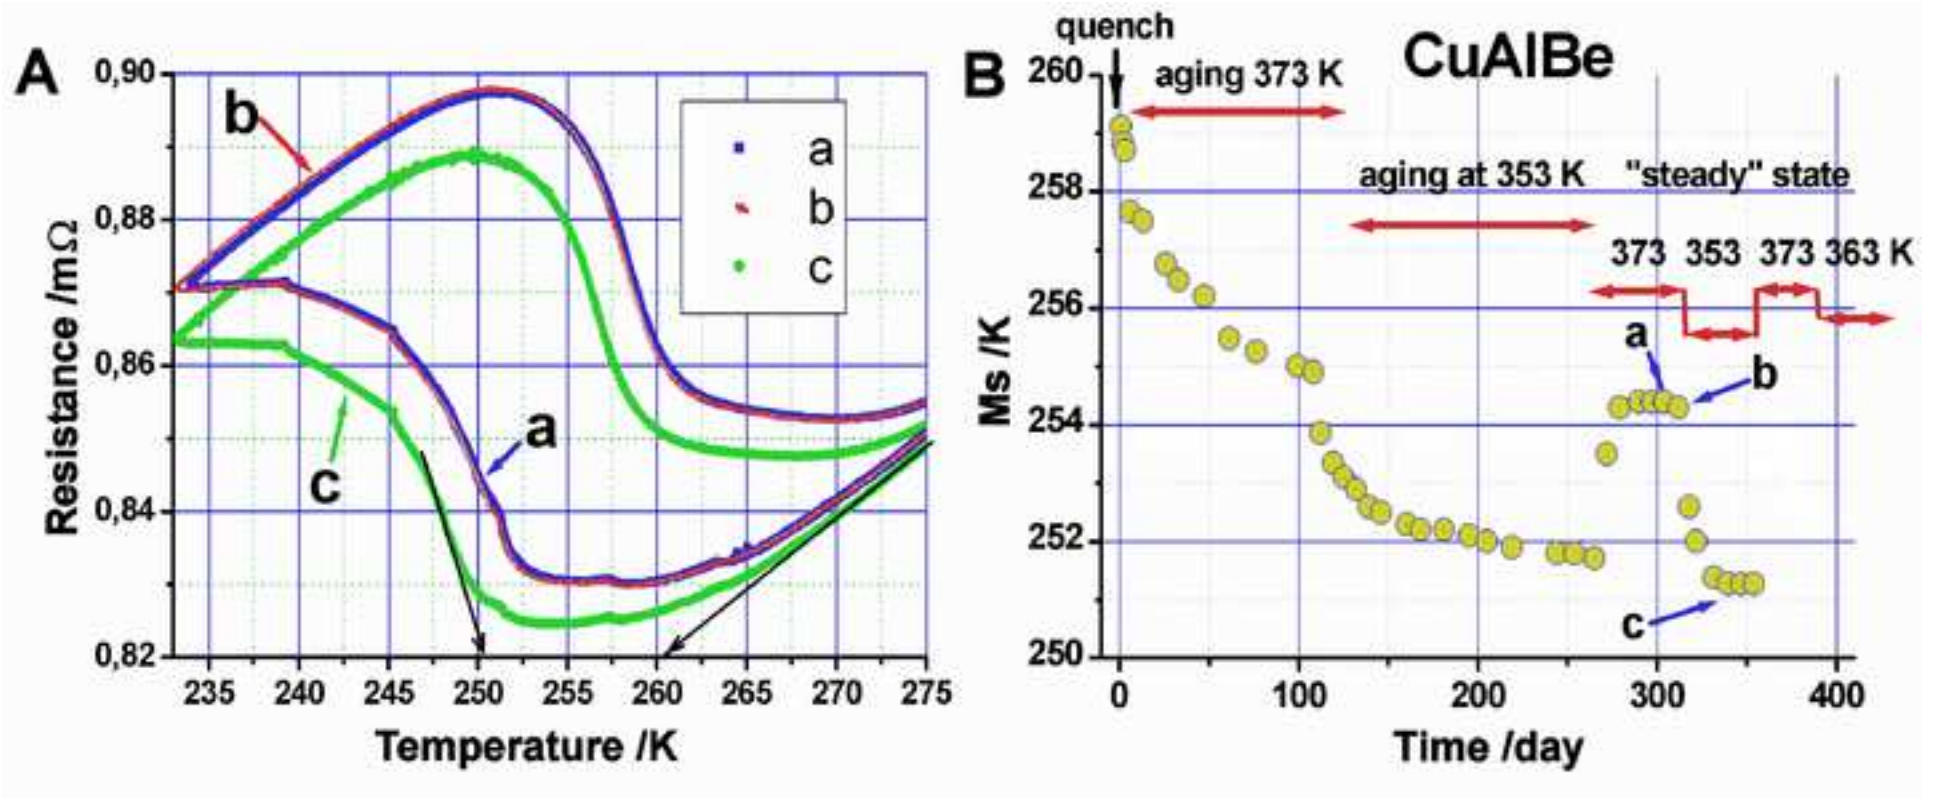 A
0,90
0,88
0,86
0,84
0,82
Resistance /mΩ
235 240 245 250 255 260 265 270 275
Temperature /K
b
a
c
a
b
c
B
quench
CuAlBe
aging 373 K
aging at 353 K "steady" state
373 353 373 363 K
a
b
c
260
258
256
254
252
250
Ms /K
0 100 200 300 400
Time /day